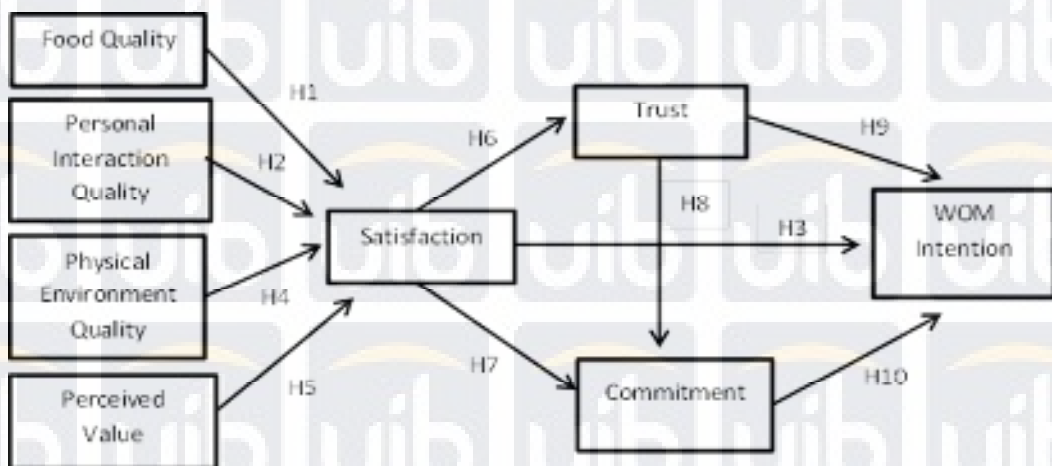 Food Quality
H1
Personal
Interaction
Quality
H2
Physical
Environment
Quality
H4
Perceived
Value
H5
Satisfaction
H6
H7
Trust
H8
H3
H9
Commitment
H10
WOM
Intention
uib